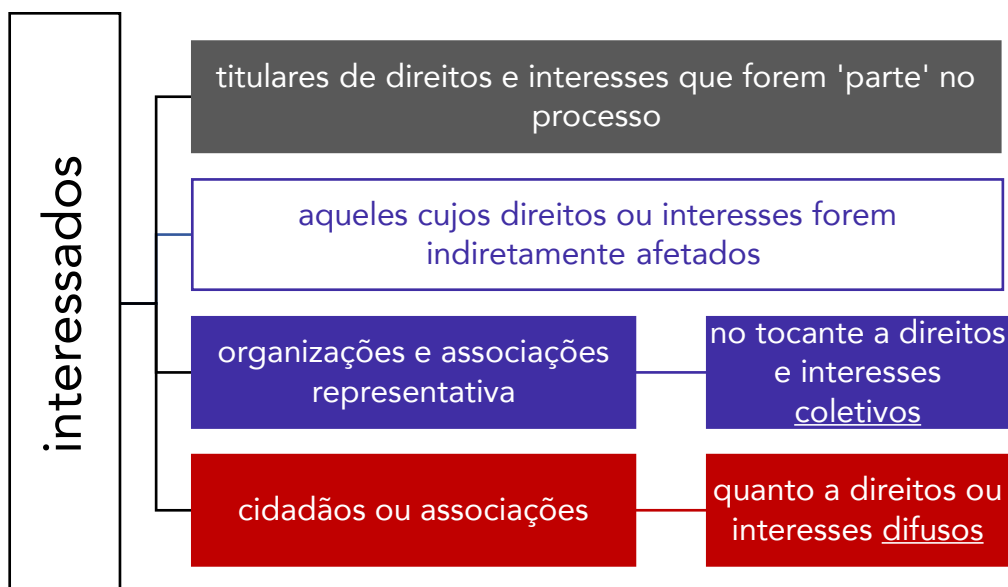 interessados
titulares de direitos e interesses que forem 'parte' no
processo
aqueles cujos direitos ou interesses forem
indiretamente afetados
organizações e associações
representativa
no tocante a direitos
e interesses
coletivos
cidadãos ou associações
quanto a direitos ou
interesses difusos